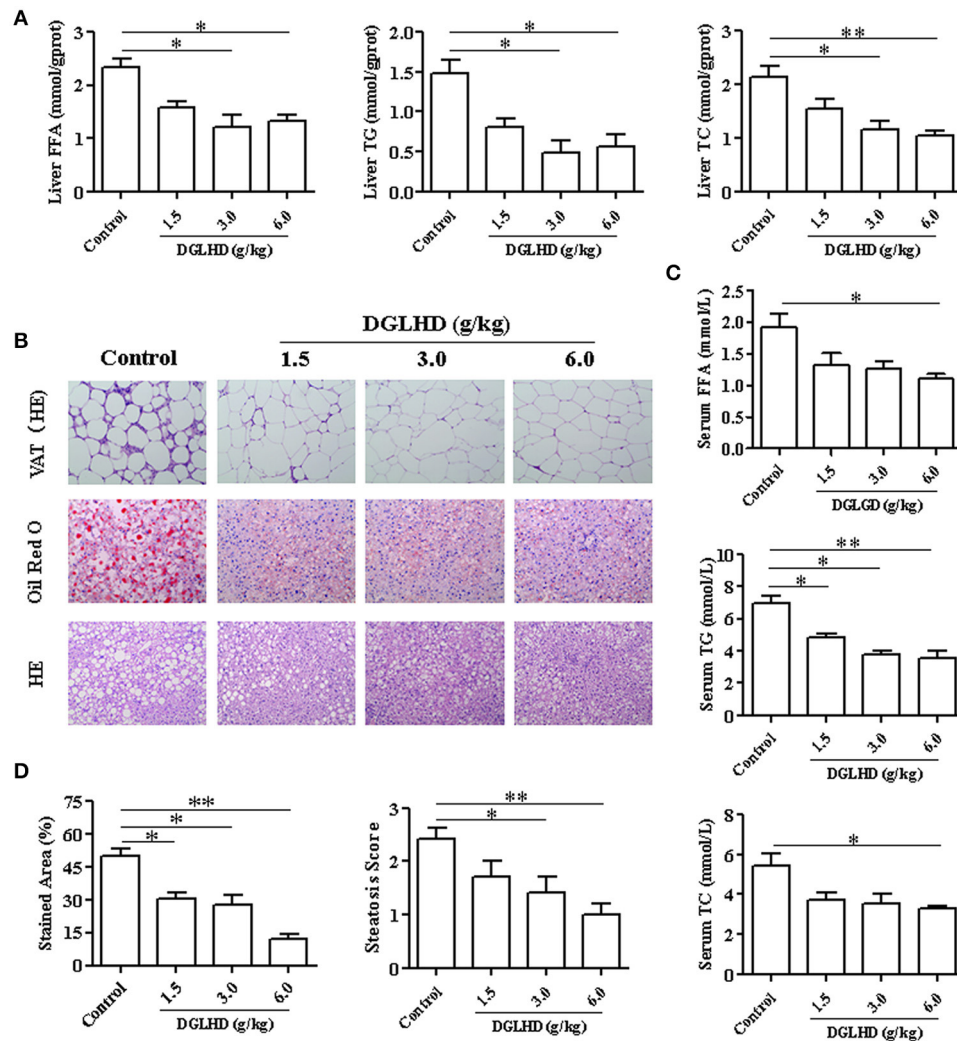 A
Liver FFA (mmol/gprot)
3
2
1
0
*
*
Control
1.5
3.0
6.0
DGLHD (g/kg)
Liver TG (mmol/gprot)
2.0
1.5
1.0
0.5
0.0
*
*
Control
1.5
3.0
6.0
DGLHD (g/kg)
Liver TC (mmol/gprot)
3
2
1
0
**
*
Control
1.5
3.0
6.0
DGLHD (g/kg)
B
DGLHD (g/kg)
Control 1.5 3.0 6.0
VAT (HE)
Oil Red O
HE
C
Serum FFA (mmol/L)
2.5
2.0
1.5
1.0
0.5
0.0
*
Control
1.5
3.0
6.0
DGLGD (g/kg)
Serum TG (mmol/L)
10
8
6
4
2
0
**
*
*
Control
1.5
3.0
6.0
DGLHD (g/kg)
Serum TC (mmol/L)
6
4
2
0
*
Control
1.5
3.0
6.0
DGLHD (g/kg)
D
Stained Area (%)
75
60
45
30
15
0
**
*
*
Control
1.5
3.0
6.0
DGLHD (g/kg)
Steatosis Score
3
2
1
0
**
*
Control
1.5
3.0
6.0
DGLHD (g/kg)